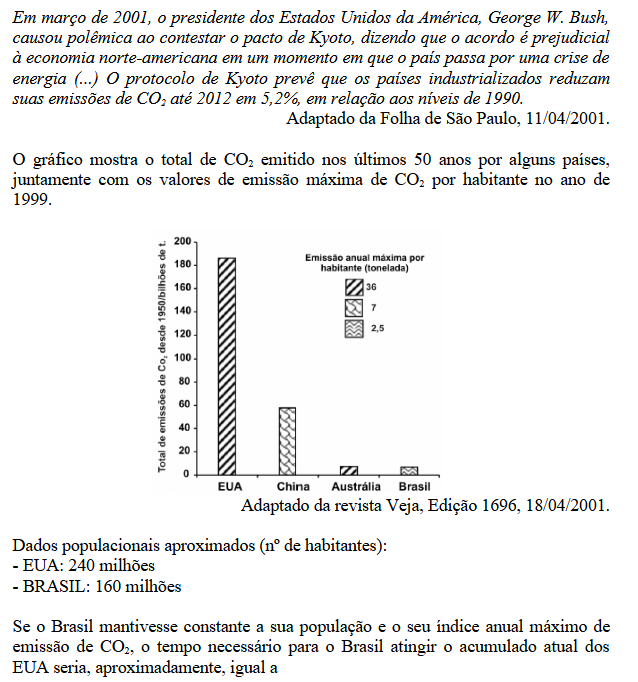 Em março de 2001, o presidente dos Estados Unidos da América, George W. Bush,
causou polêmica ao contestar o pacto de Kyoto, dizendo que o acordo é prejudicial
à economia norte-americana em um momento em que o país passa por uma crise de
energia (...) O protocolo de Kyoto prevê que os países industrializados reduzam
suas emissões de CO₂ até 2012 em 5,2%, em relação aos níveis de 1990.
Adaptado da Folha de São Paulo, 11/04/2001.
O gráfico mostra o total de CO₂ emitido nos últimos 50 anos por alguns países,
juntamente com os valores de emissão máxima de CO₂ por habitante no ano de
1999.
Total de emissões de Co, desde 1950/bilhões de t.
200
180
160
140
120
100
80
60
40
20
0
Emissão anual máxima por
habitante (tonelada)
36
7
2,5
EUA China Austrália Brasil
Adaptado da revista Veja, Edição 1696, 18/04/2001.
Dados populacionais aproximados (nº de habitantes):
- EUA: 240 milhões
- BRASIL: 160 milhões
Se o Brasil mantivesse constante a sua população e o seu índice anual máximo de
emissão de CO₂, o tempo necessário para o Brasil atingir o acumulado atual dos
EUA seria, aproximadamente, igual a